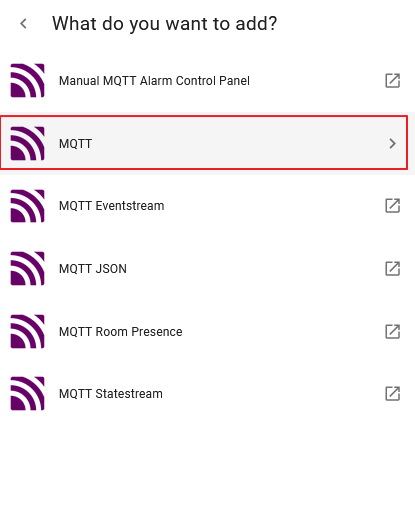 What do you want to add?
Manual MQTT Alarm Control Panel
MQTT
MQTT Eventstream
MQTT JSON
MQTT Room Presence
MQTT Statestream